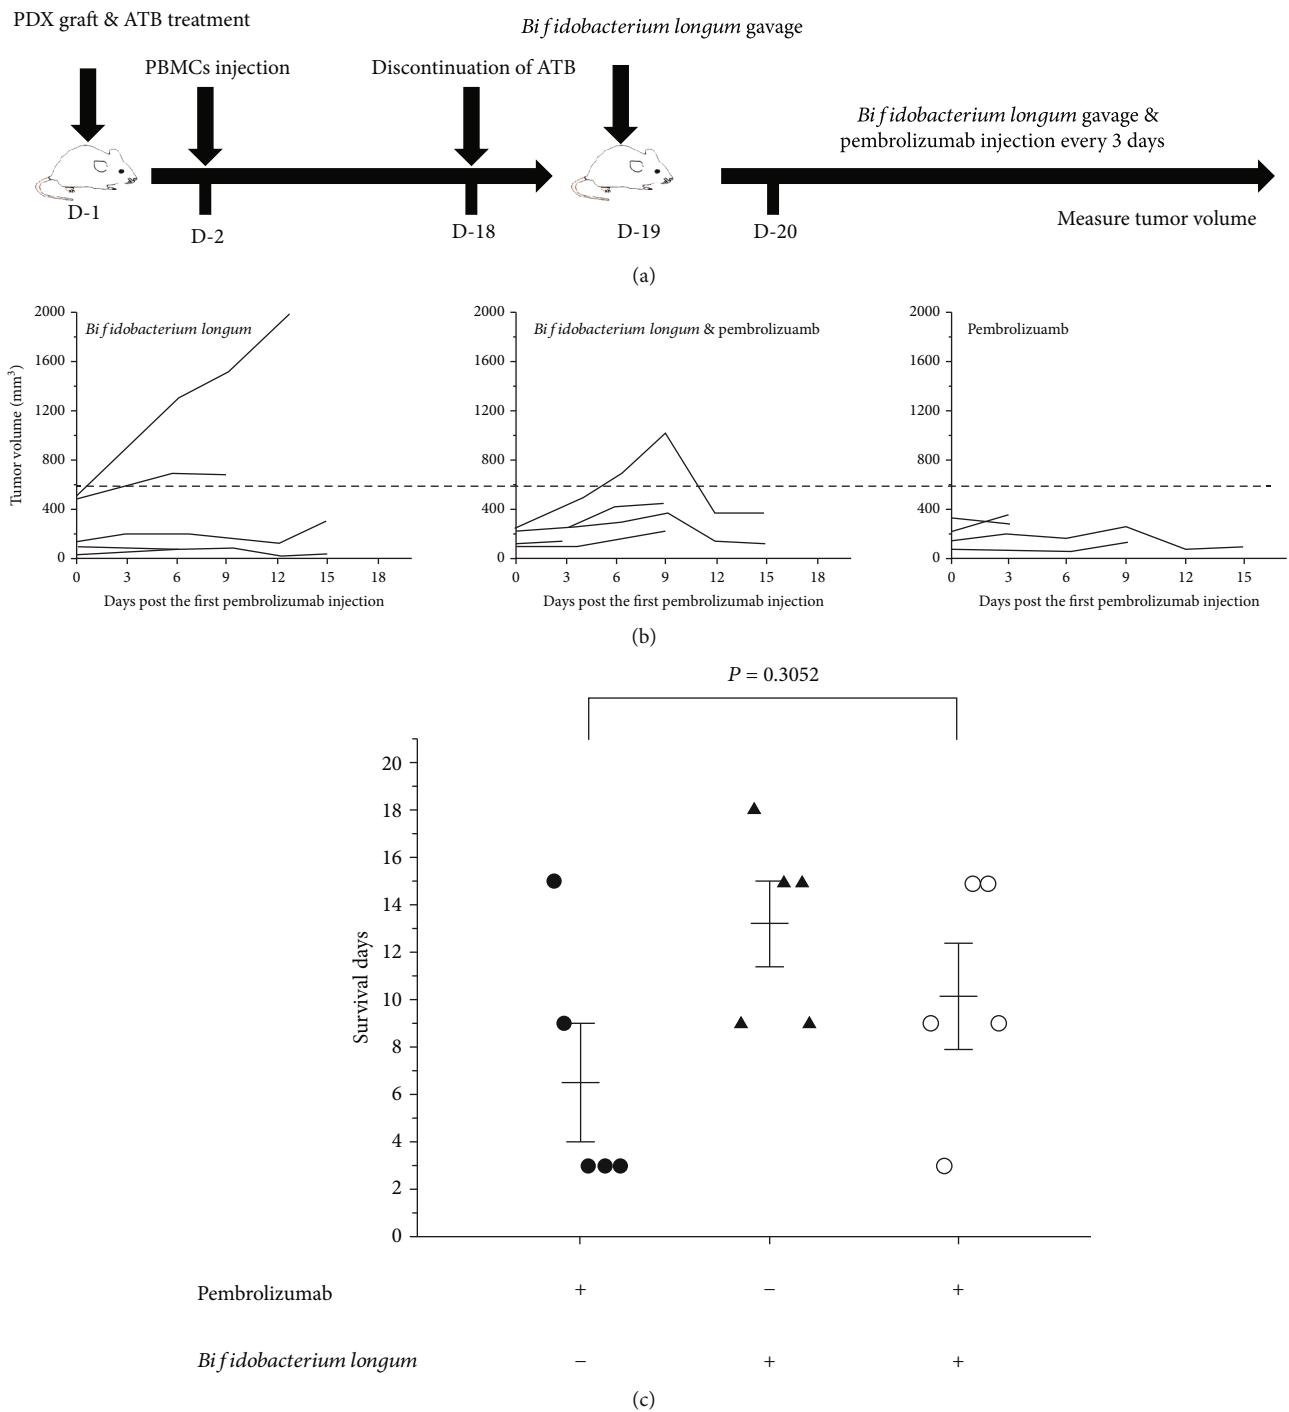 PDX graft & ATB treatment
Bifidobacterium longum gavage
PBMCs injection
Discontinuation of ATB
Bifidobacterium longum gavage &
pembrolizumab injection every 3 days
D-1
D-2
D-18
D-19
D-20
Measure tumor volume
(a)
Tumor volume (mm³)
2000
1600
1200
800
400
0
Bifidobacterium longum
0 3 6 9 12 15 18
Days post the first pembrolizumab injection
2000
1600
1200
800
400
0
Bifidobacterium longum & pembrolizuamb
0 3 6 9 12 15 18
Days post the first pembrolizumab injection
2000
1600
1200
800
400
0
Pembrolizuamb
0 3 6 9 12 15
Days post the first pembrolizumab injection
(b)
P = 0.3052
Survival days
20
18
16
14
12
10
8
6
4
2
0
Pembrolizumab + − +
Bifidobacterium longum − + +
(c)